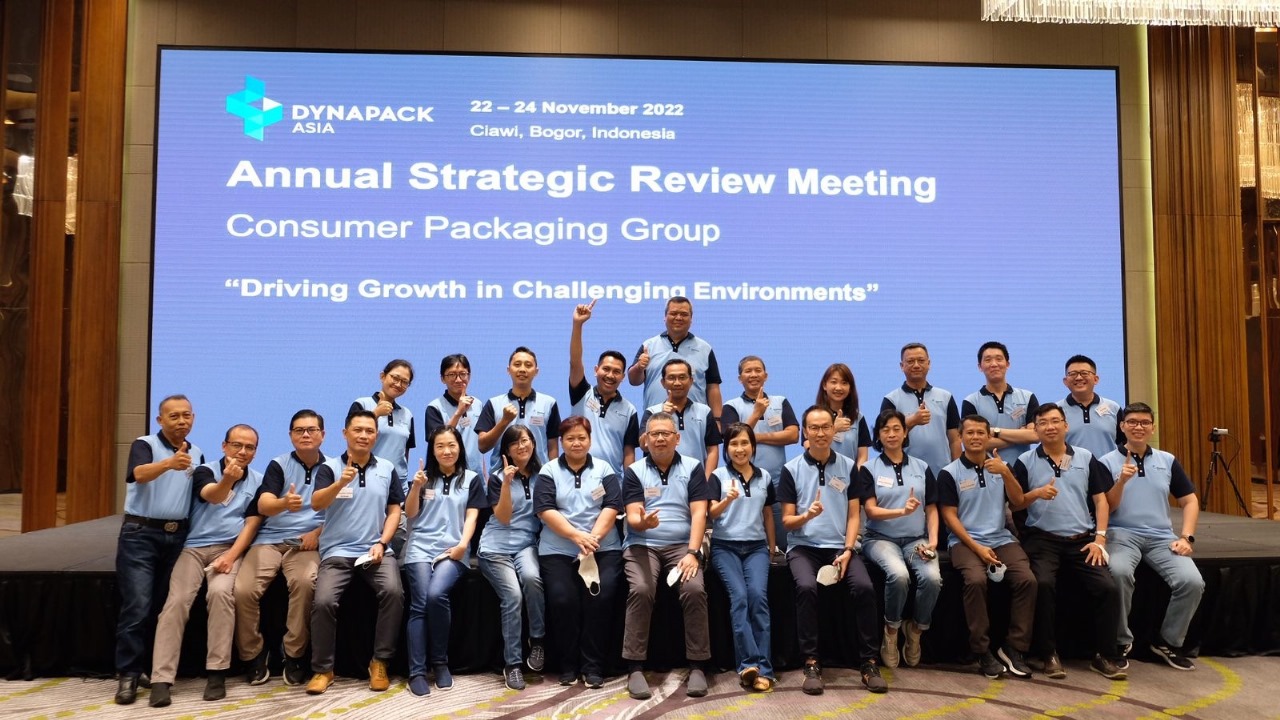 DYNAPACK
ASIA
22 – 24 November 2022
Ciawi, Bogor, Indonesia
Annual Strategic Review Meeting
Consumer Packaging Group
“Driving Growth in Challenging Environments”